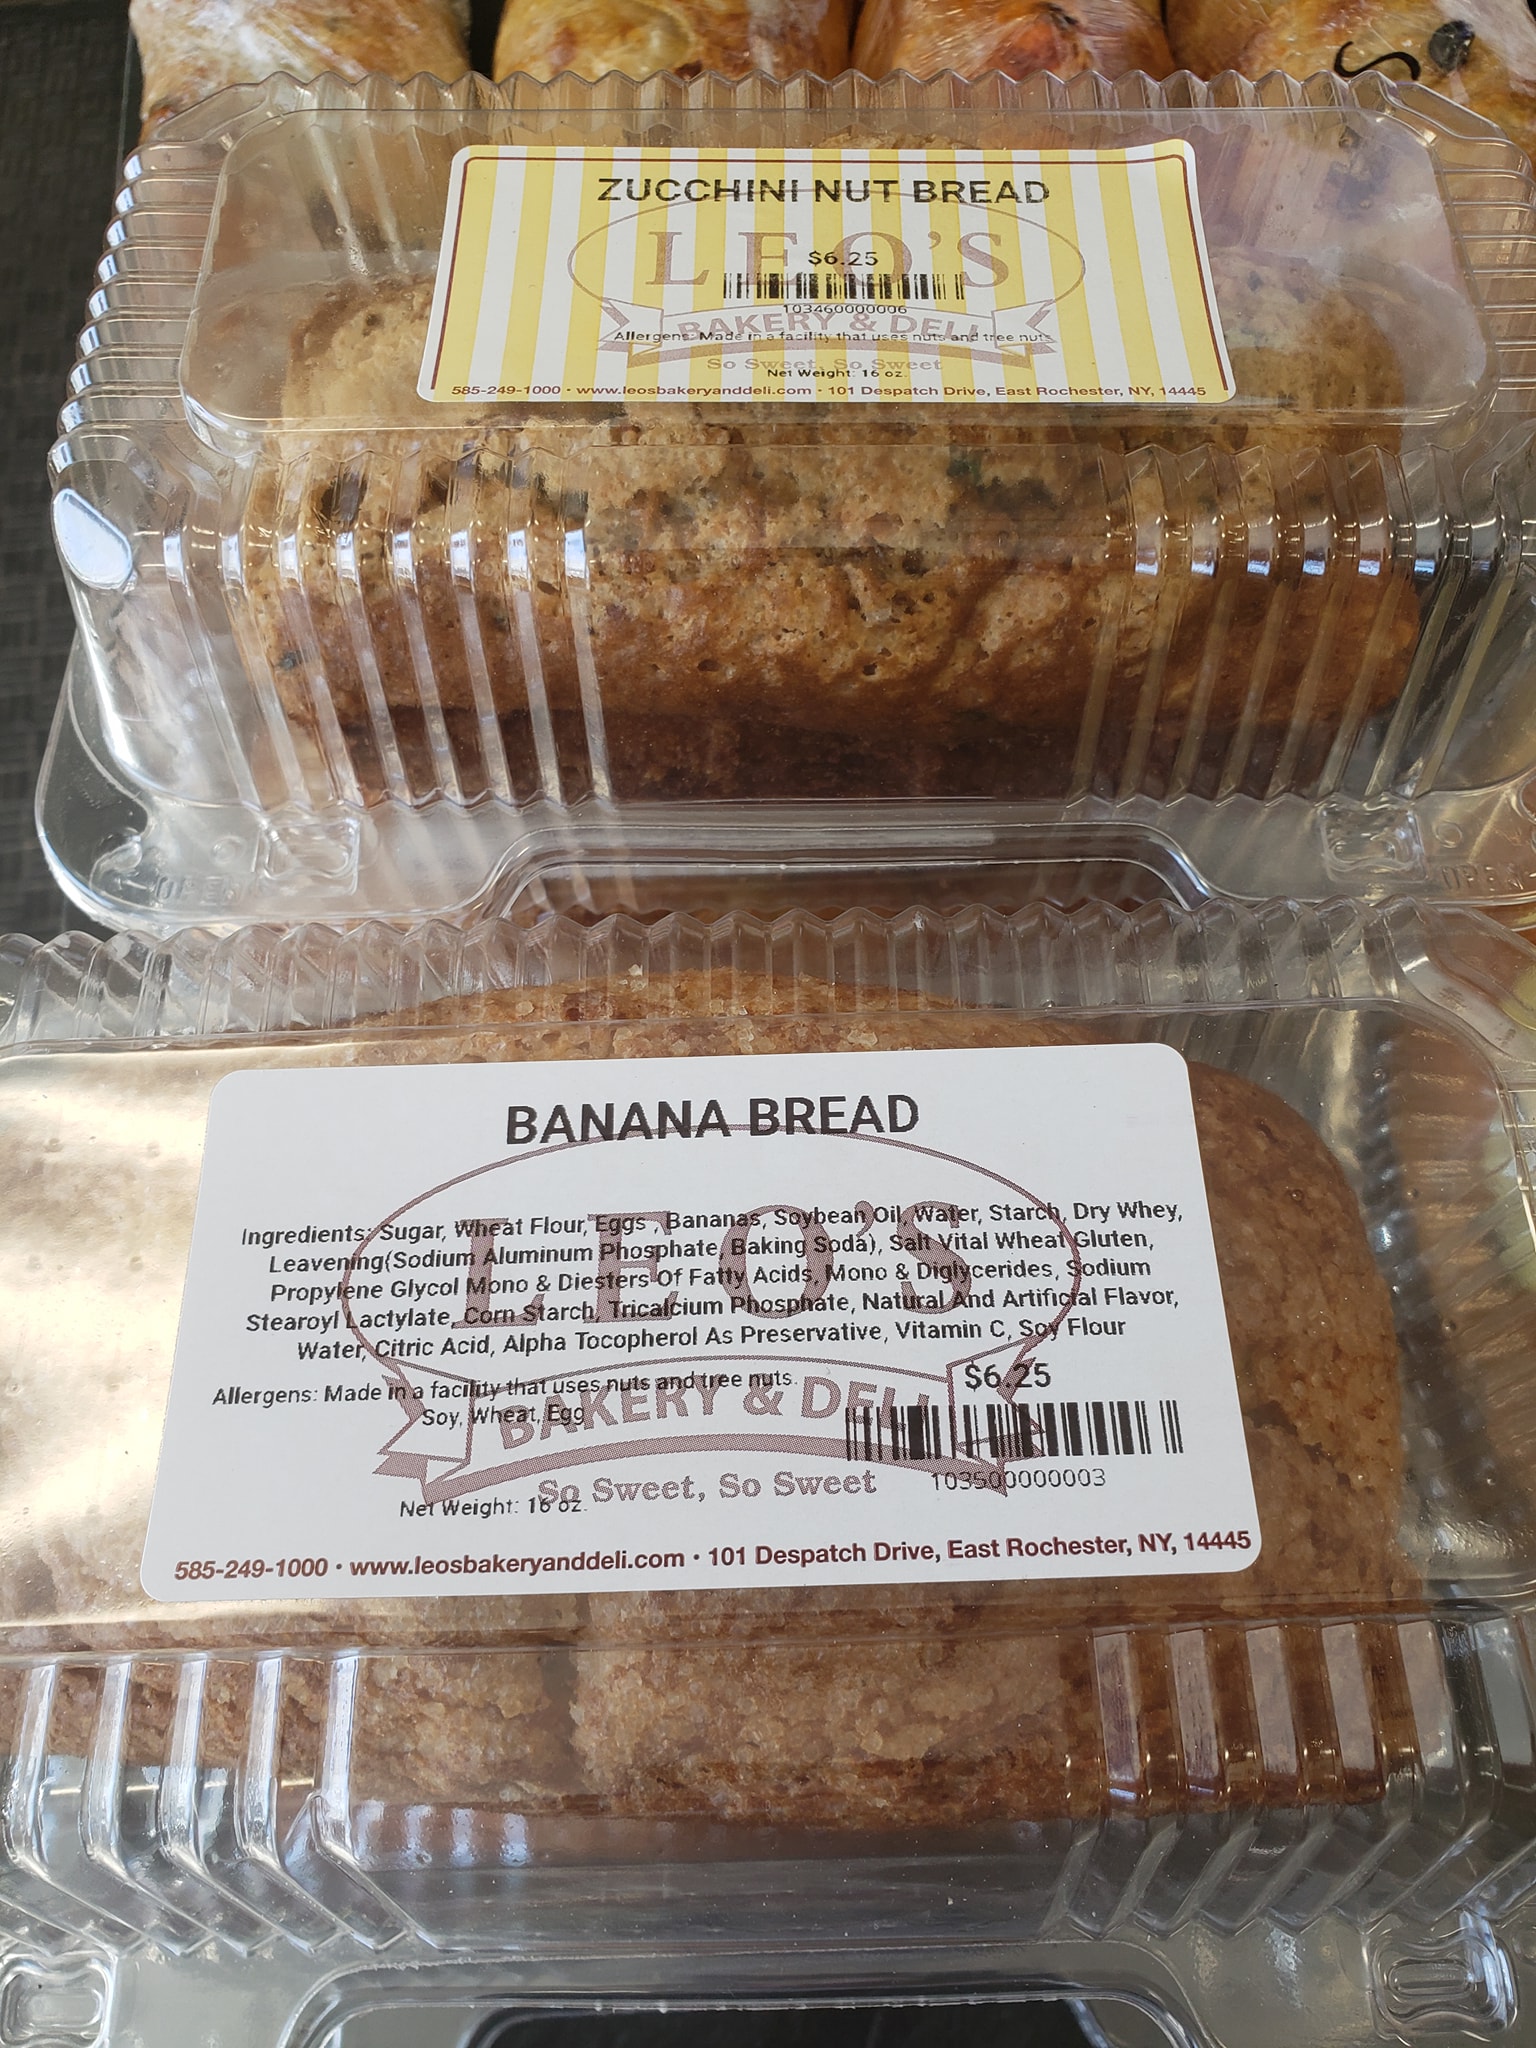 S
ZUCCHINI NUT BREAD
LEO'S
$6.25
103460000006
BAKERY & DELI
Allergens: Made in a facility that uses nuts and tree nuts
So Sweet, So Sweet
Net Weight: 16 oz.
585-249-1000 • www.leosbakeryanddeli.com • 101 Despatch Drive, East Rochester, NY, 14445
OPEN
BANANA BREAD
LEO'S
Ingredients: Sugar, Wheat Flour, Eggs , Bananas, Soybean Oil, Water, Starch, Dry Whey,
Leavening(Sodium Aluminum Phosphate, Baking Soda), Salt Vital Wheat Gluten,
Propylene Glycol Mono & Diesters Of Fatty Acids, Mono & Diglycerides, Sodium
Stearoyl Lactylate, Corn Starch, Tricalcium Phosphate, Natural And Artificial Flavor,
Water, Citric Acid, Alpha Tocopherol As Preservative, Vitamin C, Soy Flour
$6.25
Allergens: Made in a facility that uses nuts and tree nuts.
Soy, Wheat, Egg
BAKERY & DELI
103500000003
So Sweet, So Sweet
Net Weight: 16 oz.
585-249-1000 • www.leosbakeryanddeli.com • 101 Despatch Drive, East Rochester, NY, 14445